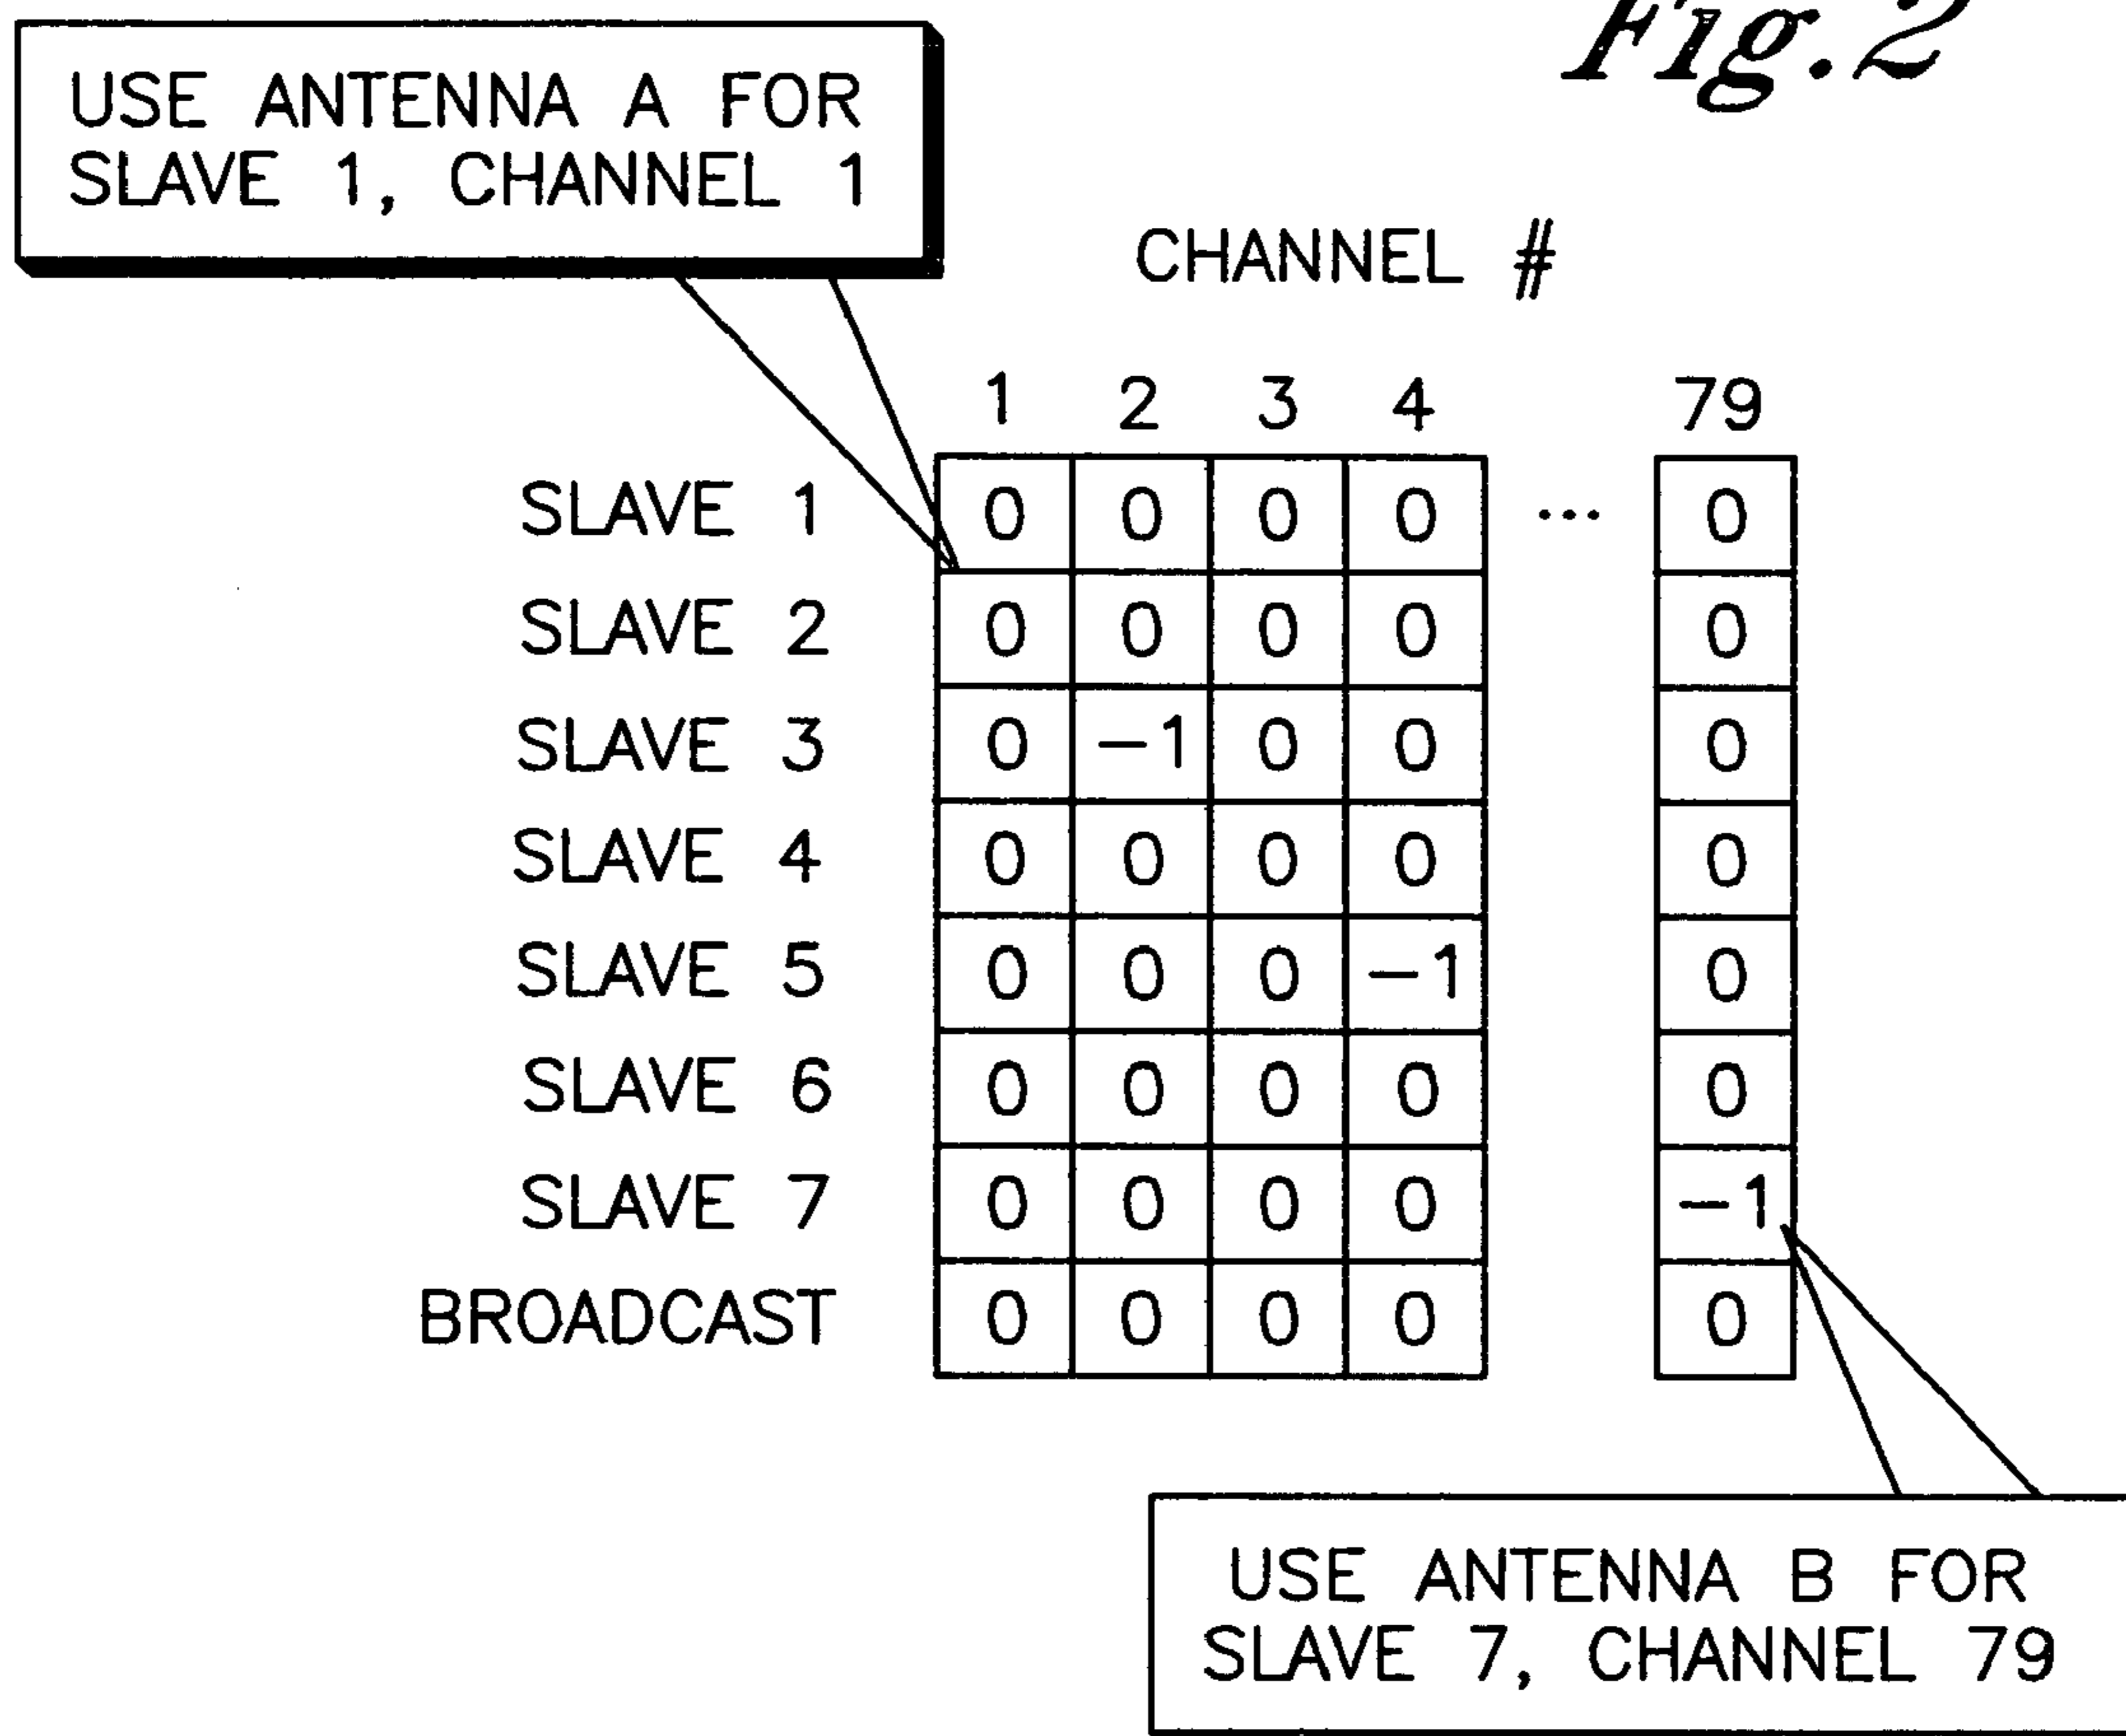 Fig.2
USE ANTENNA A FOR
SLAVE 1, CHANNEL 1
CHANNEL #
1 2 3 4 79
SLAVE 1 0 0 0 0 ... 0
SLAVE 2 0 0 0 0 0
SLAVE 3 0 -1 0 0 0
SLAVE 4 0 0 0 0 0
SLAVE 5 0 0 0 -1 0
SLAVE 6 0 0 0 0 0
SLAVE 7 0 0 0 0 -1
BROADCAST 0 0 0 0 0
USE ANTENNA B FOR
SLAVE 7, CHANNEL 79